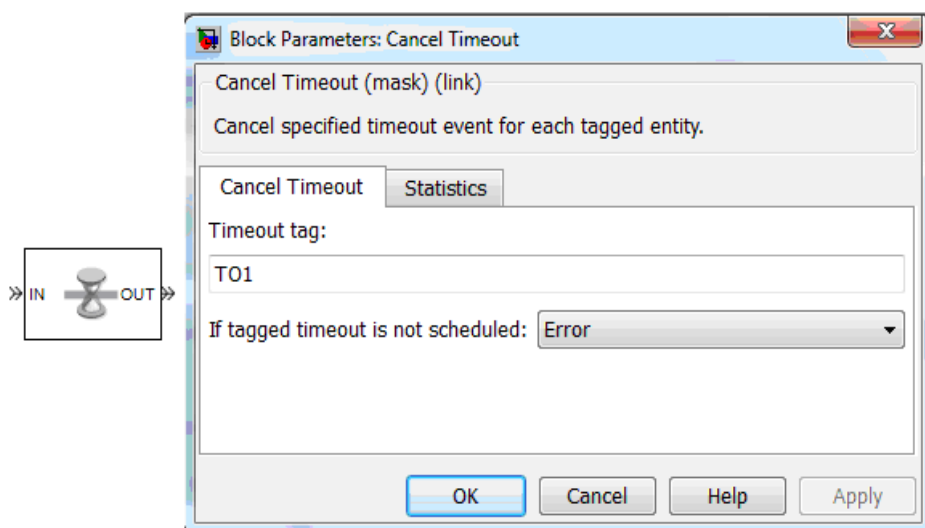 Block Parameters: Cancel Timeout
Cancel Timeout (mask) (link)
Cancel specified timeout event for each tagged entity.
Cancel Timeout Statistics
Timeout tag:
TO1
If tagged timeout is not scheduled: Error
IN OUT
OK Cancel Help Apply